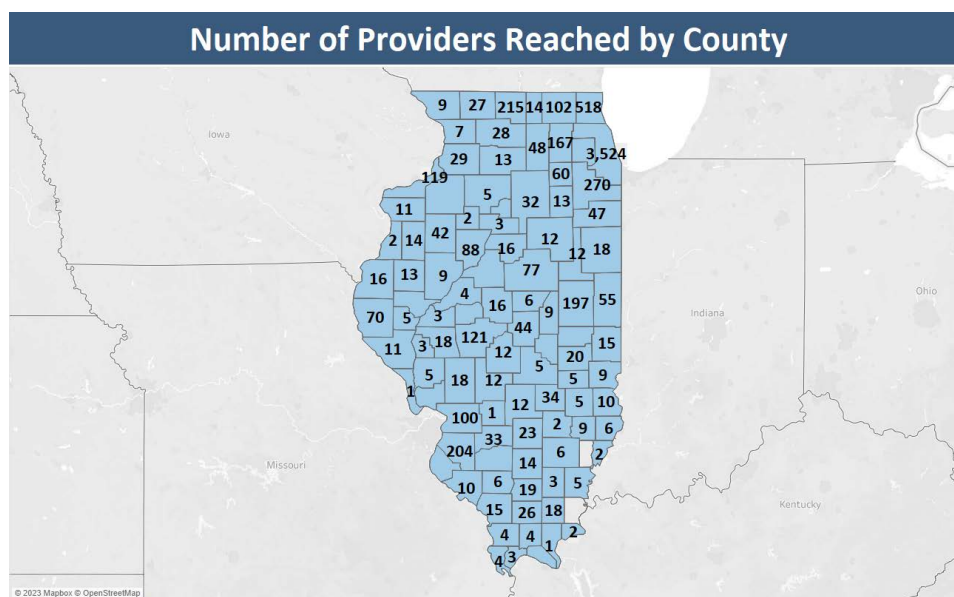 Number of Providers Reached by County
9 27 215 14 102 518
7 28 48 167
29 13 3,524
119 60 270
5 32 13
11 2 3 47
2 14 42 88 16 12 12 18
16 13 9 77
4 16 6 9 197 55
70 5 3 44
11 3 18 121 12 15
5 18 12 5 20 9
1 5
100 1 12 34 5 10
33 23 2 9 6
204 14 6 2
10 6 19 3 5
15 26 18
4 4 1 2
4 3
Iowa
Missouri
Indiana
Ohio
Kentucky
© 2023 Mapbox © OpenStreetMap